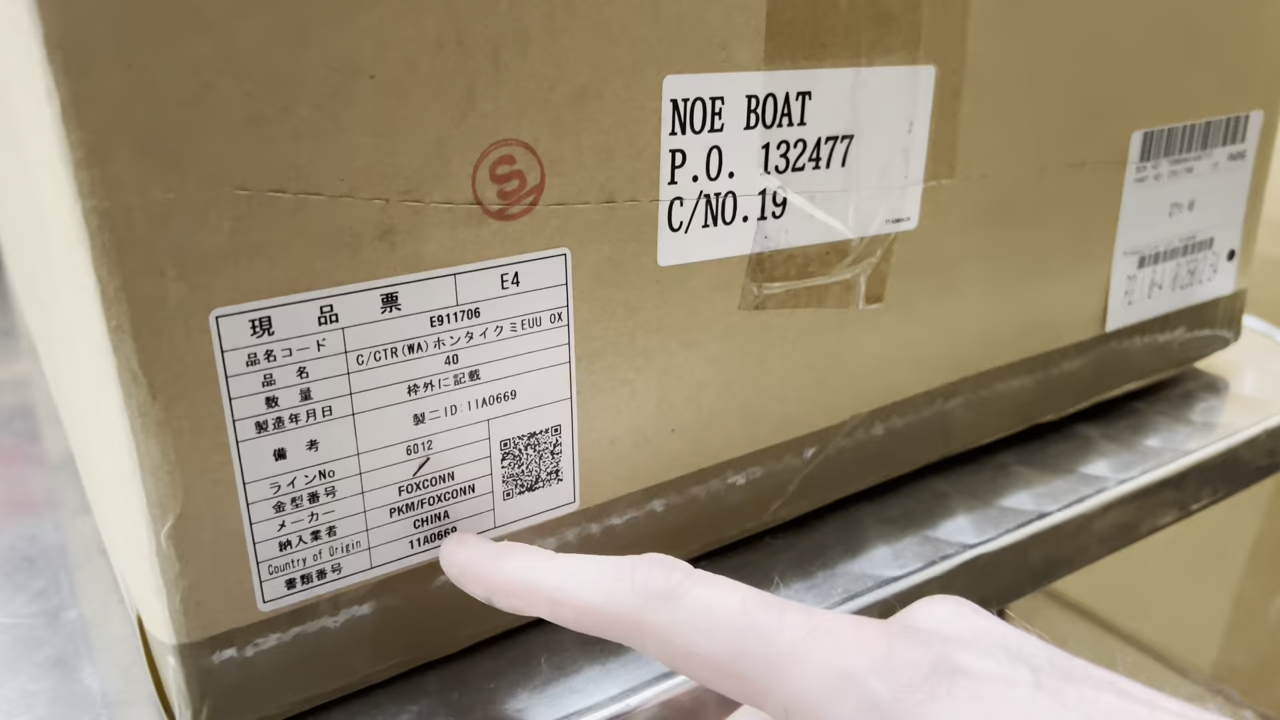 NOE BOAT
P.O. 132477
C/NO.19
S
現品票 E4
品名コード E911706
品名 C/CTR(WA)ホンタイクミEUU OX
数量 40
製造年月日 枠外に記載
備考 製二ID:11A0669
ラインNo 6012
金型番号 /
メーカー FOXCONN
納入業者 PKM/FOXCONN
Country of Origin CHINA
書類番号 11A0669